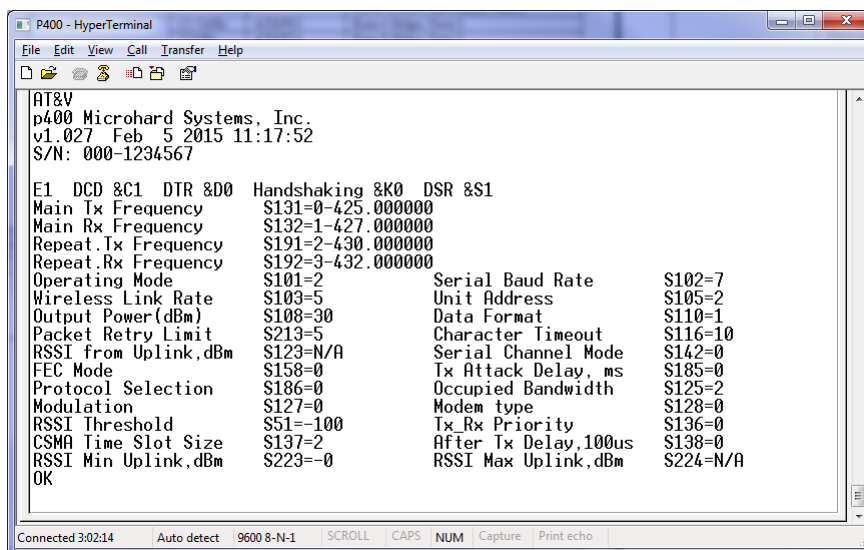 P400 - HyperTerminal
File Edit View Call Transfer Help
AT&V
p400 Microhard Systems, Inc.
v1.027  Feb  5 2015 11:17:52
S/N: 000-1234567
E1  DCD &C1  DTR &D0  Handshaking &K0  DSR &S1
Main Tx Frequency S131=0-425.000000
Main Rx Frequency S132=1-427.000000
Repeat.Tx Frequency S191=2-430.000000
Repeat.Rx Frequency S192=3-432.000000
Operating Mode S101=2 Serial Baud Rate S102=7
Wireless Link Rate S103=5 Unit Address S105=2
Output Power(dBm) S108=30 Data Format S110=1
Packet Retry Limit S213=5 Character Timeout S116=10
RSSI from Uplink,dBm S123=N/A Serial Channel Mode S142=0
FEC Mode S158=0 Tx Attack Delay, ms S185=0
Protocol Selection S186=0 Occupied Bandwidth S125=2
Modulation S127=0 Modem type S128=0
RSSI Threshold S51=-100 Tx_Rx Priority S136=0
CSMA Time Slot Size S137=2 After Tx Delay,100us S138=0
RSSI Min Uplink,dBm S223=-0 RSSI Max Uplink,dBm S224=N/A
OK
Connected 3:02:14 Auto detect 9600 8-N-1 SCROLL CAPS NUM Capture Print echo